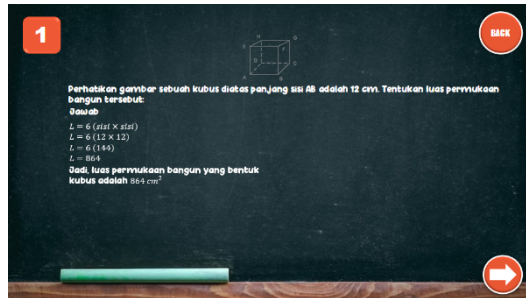 1
BACK
H G
E F
D C
A B
Perhatikan gambar sebuah kubus diatas panjang sisi AB adalah 12 cm. Tentukan luas permukaan
bangun tersebut:
Jawab
L = 6 (sisi × sisi)
L = 6 (12 × 12)
L = 6 (144)
L = 864
Jadi, luas permukaan bangun yang bentuk
kubus adalah 864 cm²